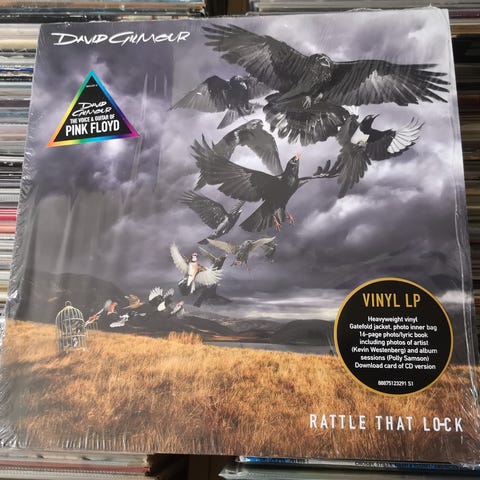 DAVID GILMOUR
DAVID
GILMOUR
THE VOICE & GUITAR OF
PINK FLOYD
VINYL LP
Heavyweight vinyl
Gatefold jacket, photo inner bag
16-page photo/lyric book
including photos of artist
(Kevin Westenberg) and album
sessions (Polly Samson)
Download card of CD version
88875123291 S1
RATTLE THAT LOCK